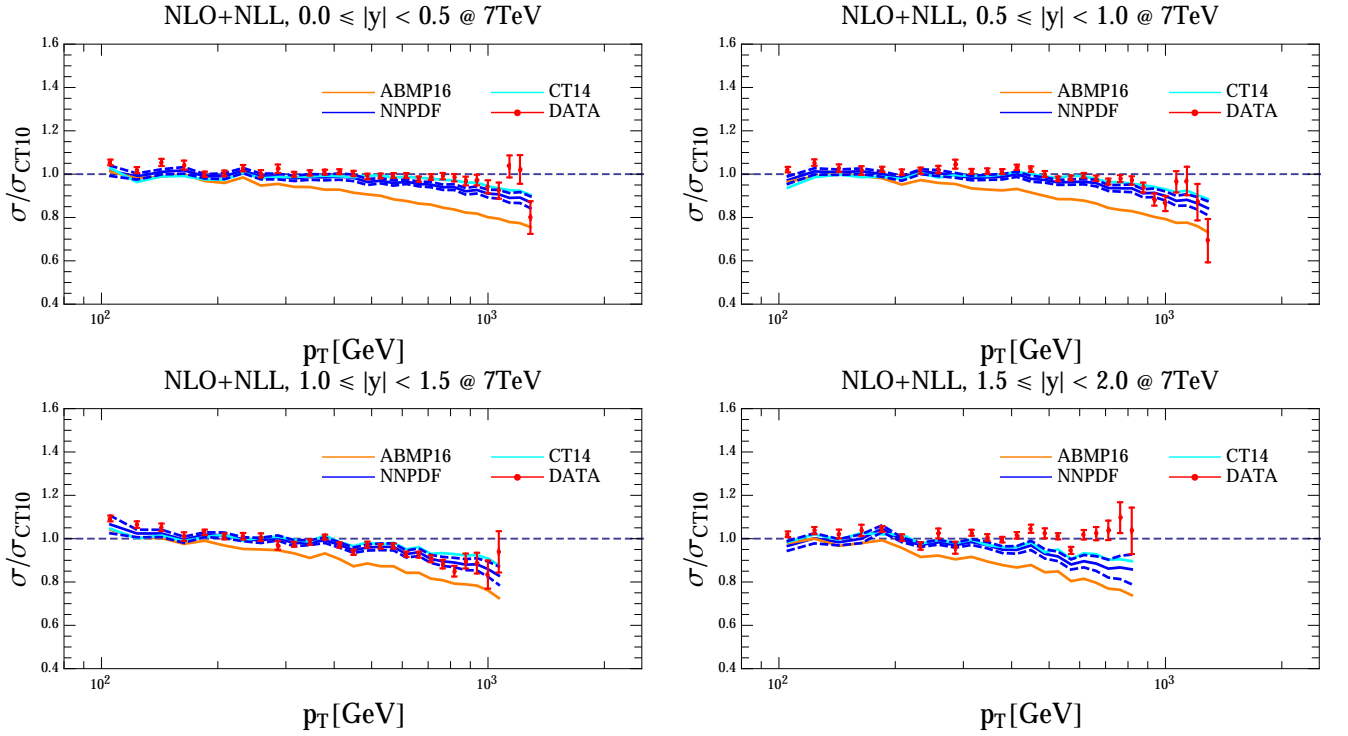 NLO+NLL, 0.0 ⩽ |y| < 0.5 @ 7TeV
1.6
1.4
1.2
1.0
0.8
0.6
0.4
σ/σCT10
ABMP16
CT14
NNPDF
DATA
10²
10³
pT[GeV]
NLO+NLL, 0.5 ⩽ |y| < 1.0 @ 7TeV
1.6
1.4
1.2
1.0
0.8
0.6
0.4
σ/σCT10
ABMP16
CT14
NNPDF
DATA
10²
10³
pT[GeV]
NLO+NLL, 1.0 ⩽ |y| < 1.5 @ 7TeV
1.6
1.4
1.2
1.0
0.8
0.6
0.4
σ/σCT10
ABMP16
CT14
NNPDF
DATA
10²
10³
pT[GeV]
NLO+NLL, 1.5 ⩽ |y| < 2.0 @ 7TeV
1.6
1.4
1.2
1.0
0.8
0.6
0.4
σ/σCT10
ABMP16
CT14
NNPDF
DATA
10²
10³
pT[GeV]